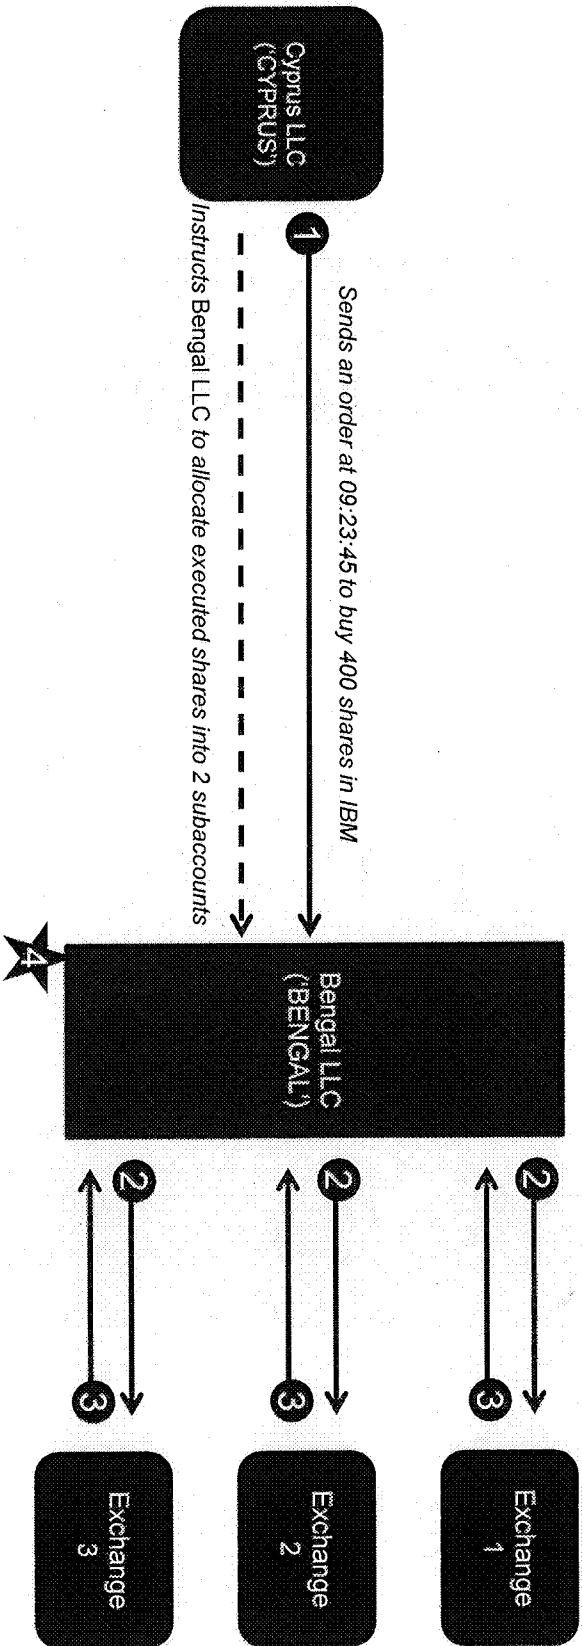 Cyprus LLC
('CYPRUS')
1
Sends an order at 09:23:45 to buy 400 shares in IBM
Instructs Bengal LLC to allocate executed shares into 2 subaccounts
Bengal LLC
('BENGAL')
4
2
3
Exchange
1
2
3
Exchange
2
2
3
Exchange
3